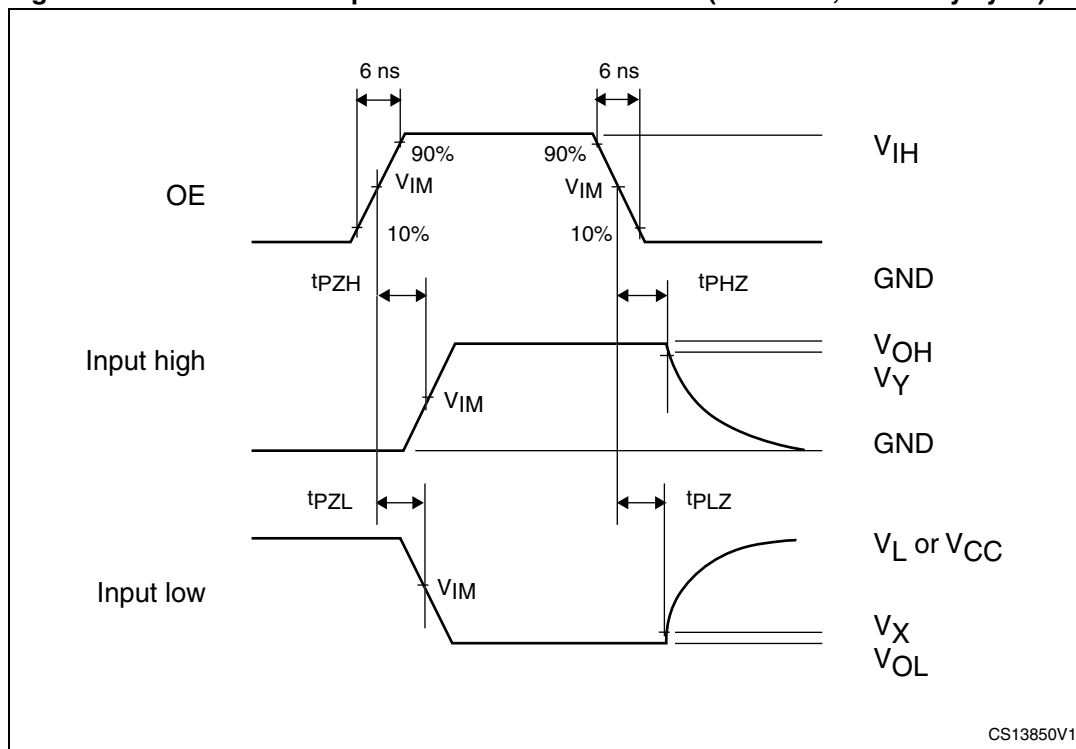 6 ns 6 ns
VIH
90% 90%
OE VIM VIM
10% 10%
tPZH tPHZ GND
VOH
Input high
VY
VIM
GND
tPZL tPLZ
VL or VCC
Input low VIM
VX
VOL
CS13850V1